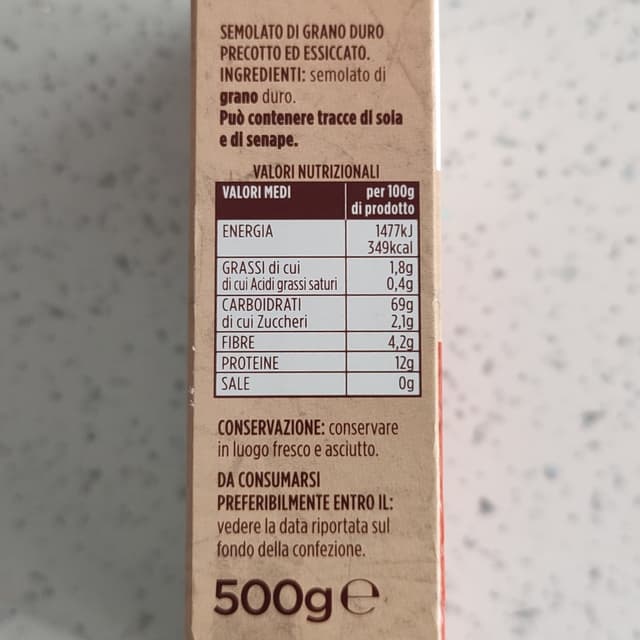 SEMOLATO DI GRANO DURO
PRECOTTO ED ESSICCATO.
INGREDIENTI: semolato di
grano duro.
Può contenere tracce di soia
e di senape.
VALORI NUTRIZIONALI
VALORI MEDI per 100g
di prodotto
ENERGIA 1477kJ
349kcal
GRASSI di cui 1,8g
di cui Acidi grassi saturi 0,4g
CARBOIDRATI 69g
di cui Zuccheri 2,1g
FIBRE 4,2g
PROTEINE 12g
SALE 0g
CONSERVAZIONE: conservare
in luogo fresco e asciutto.
DA CONSUMARSI
PREFERIBILMENTE ENTRO IL:
vedere la data riportata sul
fondo della confezione.
500g ℮